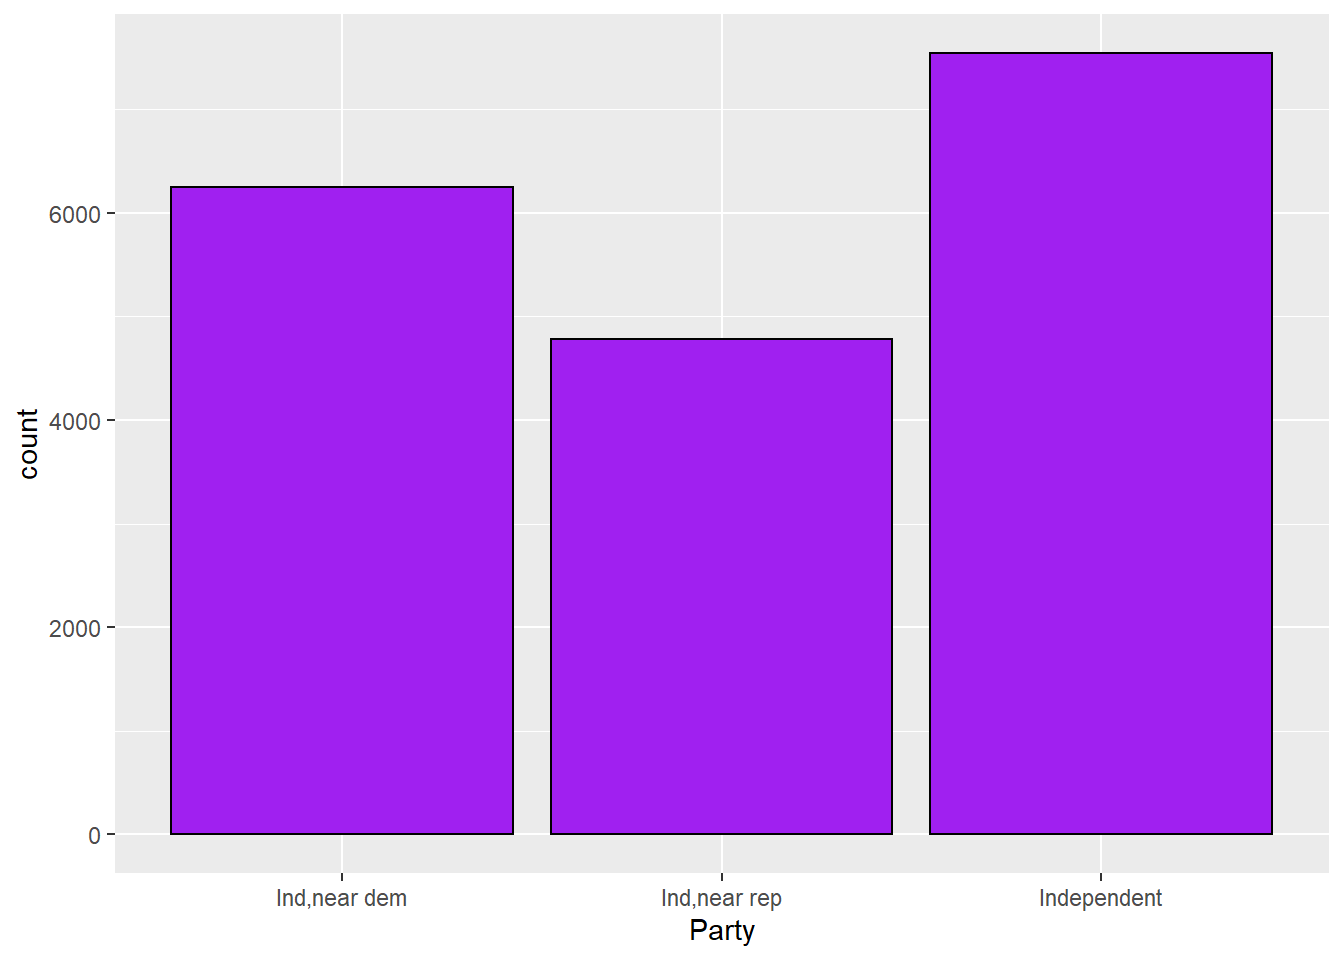 count
6000
4000
2000
0
Ind,near dem
Ind,near rep
Independent
Party